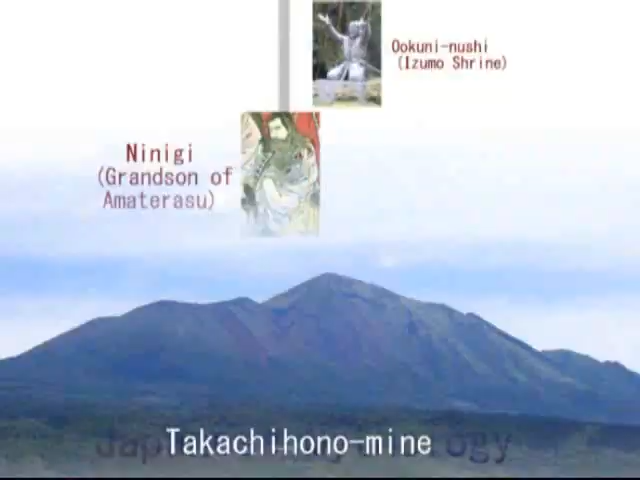 Ookuni-nushi
(Izumo Shrine)
Ninigi
(Grandson of
Amaterasu)
Takachihono-mine